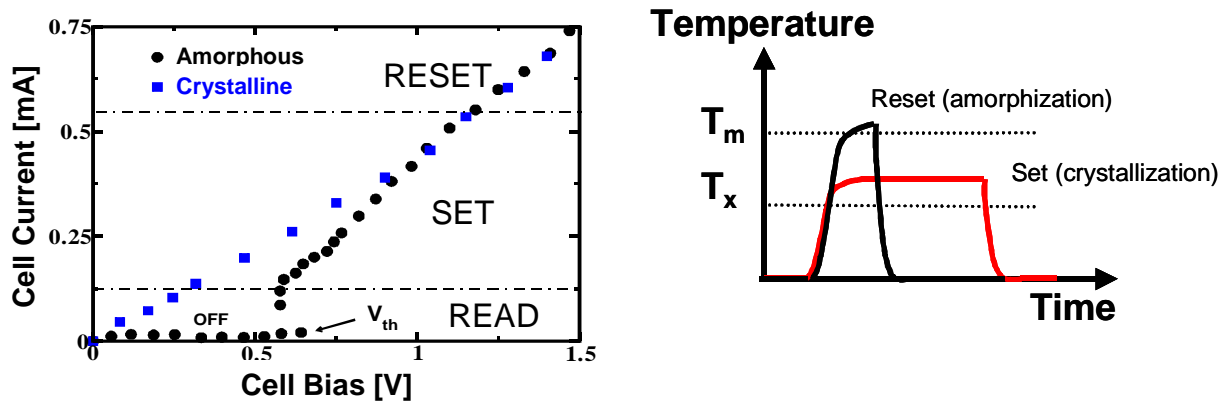 0.75
0.5
0.25
0
Cell Current [mA]
Amorphous
Crystalline
RESET
SET
READ
OFF
V_th
0
0.5
1
1.5
Cell Bias [V]
Temperature
T_m
T_x
Reset (amorphization)
Set (crystallization)
Time